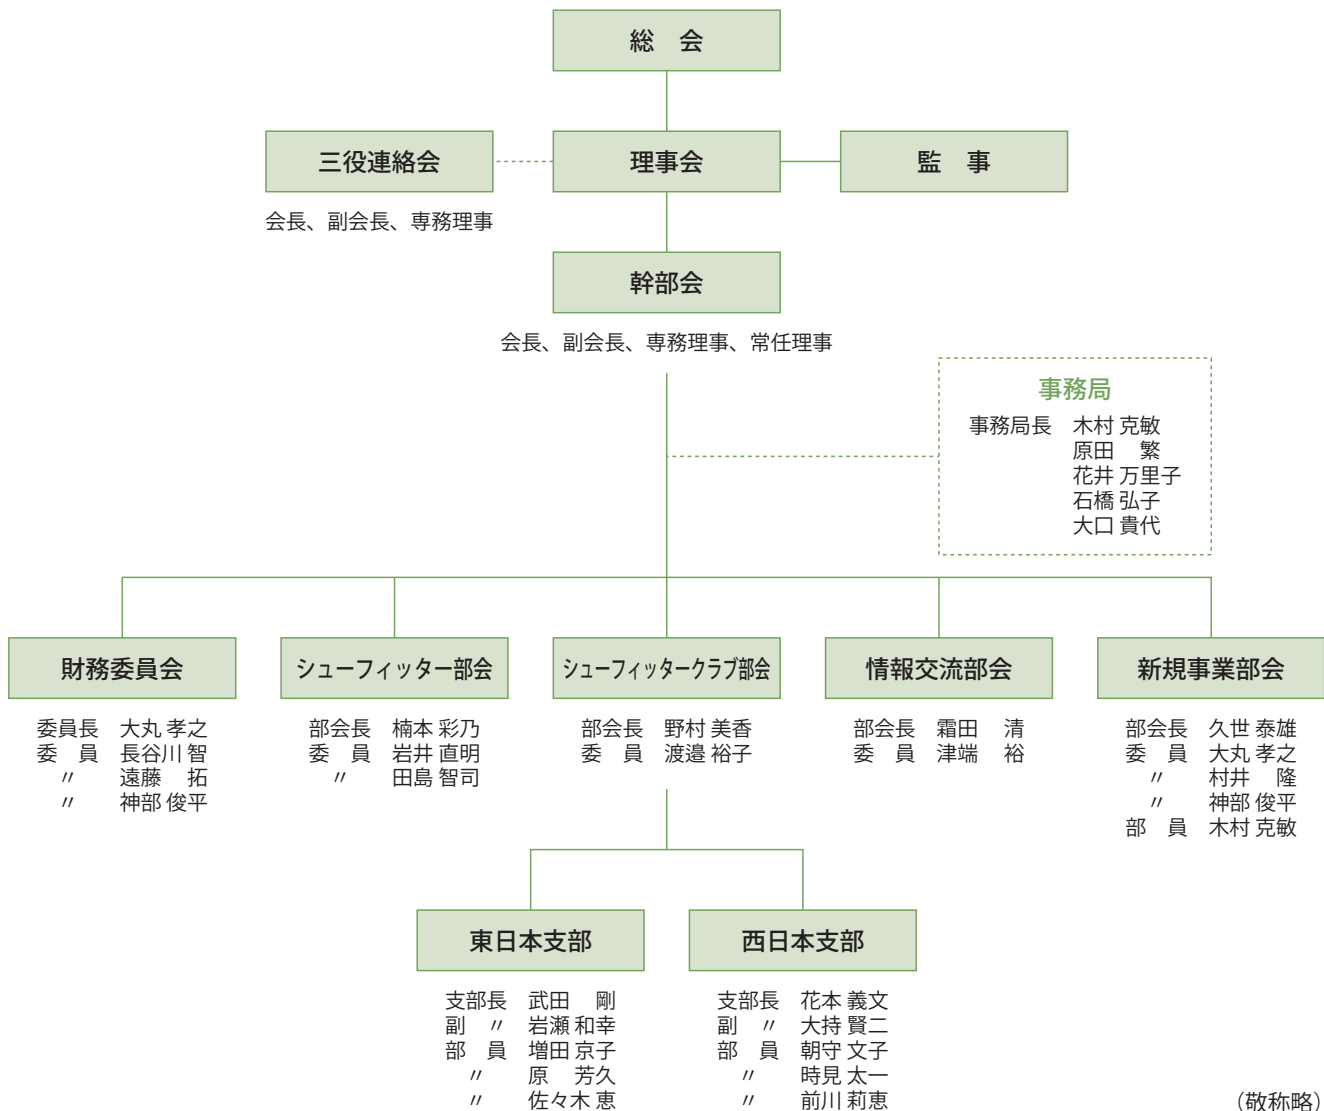 総　会
三役連絡会
理事会
監　事
会長、副会長、専務理事
幹部会
会長、副会長、専務理事、常任理事
事務局
事務局長　木村 克敏
原田　繁
花井 万里子
石橋 弘子
大口 貴代
財務委員会
委員長　大丸 孝之
委　員　長谷川 智
〃　遠藤　拓
〃　神部 俊平
シューフィッター部会
部会長　楠本 彩乃
委　員　岩井 直明
〃　田島 智司
シューフィッタークラブ部会
部会長　野村 美香
委　員　渡邉 裕子
情報交流部会
部会長　霜田　清
委　員　津端　裕
新規事業部会
部会長　久世 泰雄
委　員　大丸 孝之
〃　村井　隆
〃　神部 俊平
部　員　木村 克敏
東日本支部
支部長　武田　剛
副　〃　岩瀬 和幸
部　員　増田 京子
〃　原　芳久
〃　佐々木 恵
西日本支部
支部長　花本 義文
副　〃　大持 賢二
部　員　朝守 文子
〃　時見 太一
〃　前川 莉恵
（敬称略）